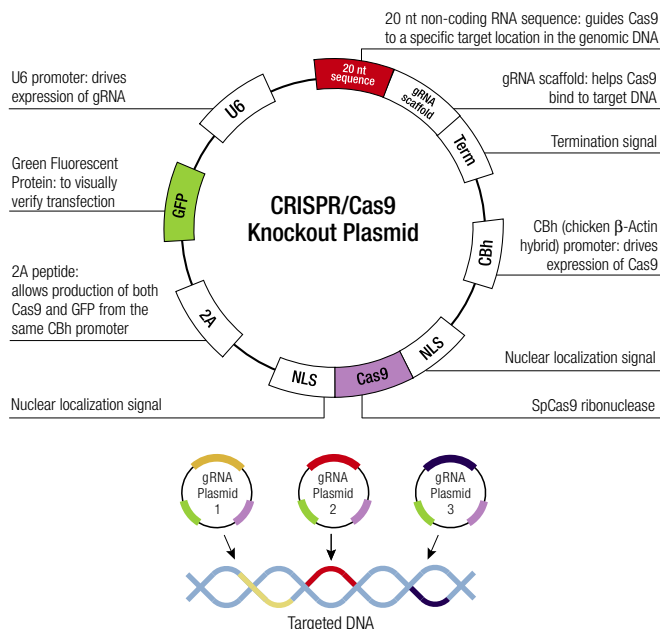 20 nt non-coding RNA sequence: guides Cas9
to a specific target location in the genomic DNA
U6 promoter: drives
expression of gRNA
gRNA scaffold: helps Cas9
bind to target DNA
Termination signal
Green Fluorescent
Protein: to visually
verify transfection
CBh (chicken β-Actin
hybrid) promoter: drives
expression of Cas9
2A peptide:
allows production of both
Cas9 and GFP from the
same CBh promoter
Nuclear localization signal
Nuclear localization signal
SpCas9 ribonuclease
20 nt
sequence
gRNA
scaffold
Term
CBh
NLS
Cas9
NLS
2A
GFP
U6
CRISPR/Cas9
Knockout Plasmid
gRNA
Plasmid
1
gRNA
Plasmid
2
gRNA
Plasmid
3
Targeted DNA